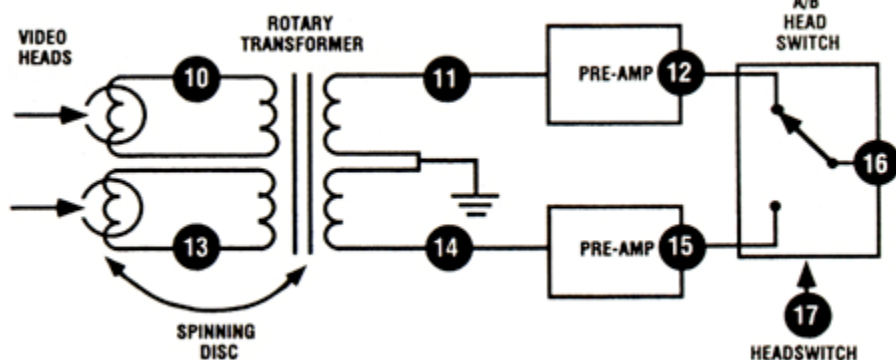 A/B
HEAD
SWITCH
VIDEO
HEADS
ROTARY
TRANSFORMER
10
11
PRE-AMP
12
16
13
14
PRE-AMP
15
17
SPINNING
DISC
HEADSWITCH